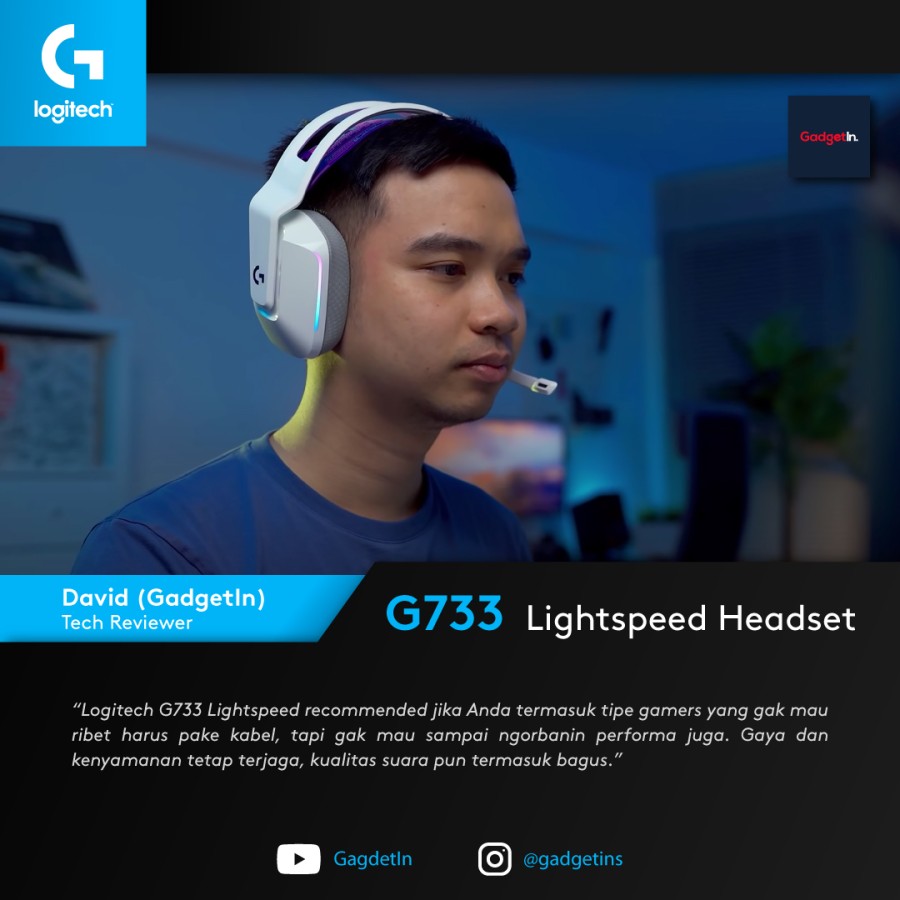 logitech
GadgetIn.
David (GadgetIn)
Tech Reviewer
G733 Lightspeed Headset
“Logitech G733 Lightspeed recommended jika Anda termasuk tipe gamers yang gak mau
ribet harus pake kabel, tapi gak mau sampai ngorbanin performa juga. Gaya dan
kenyamanan tetap terjaga, kualitas suara pun termasuk bagus.”
GagdetIn
@gadgetins